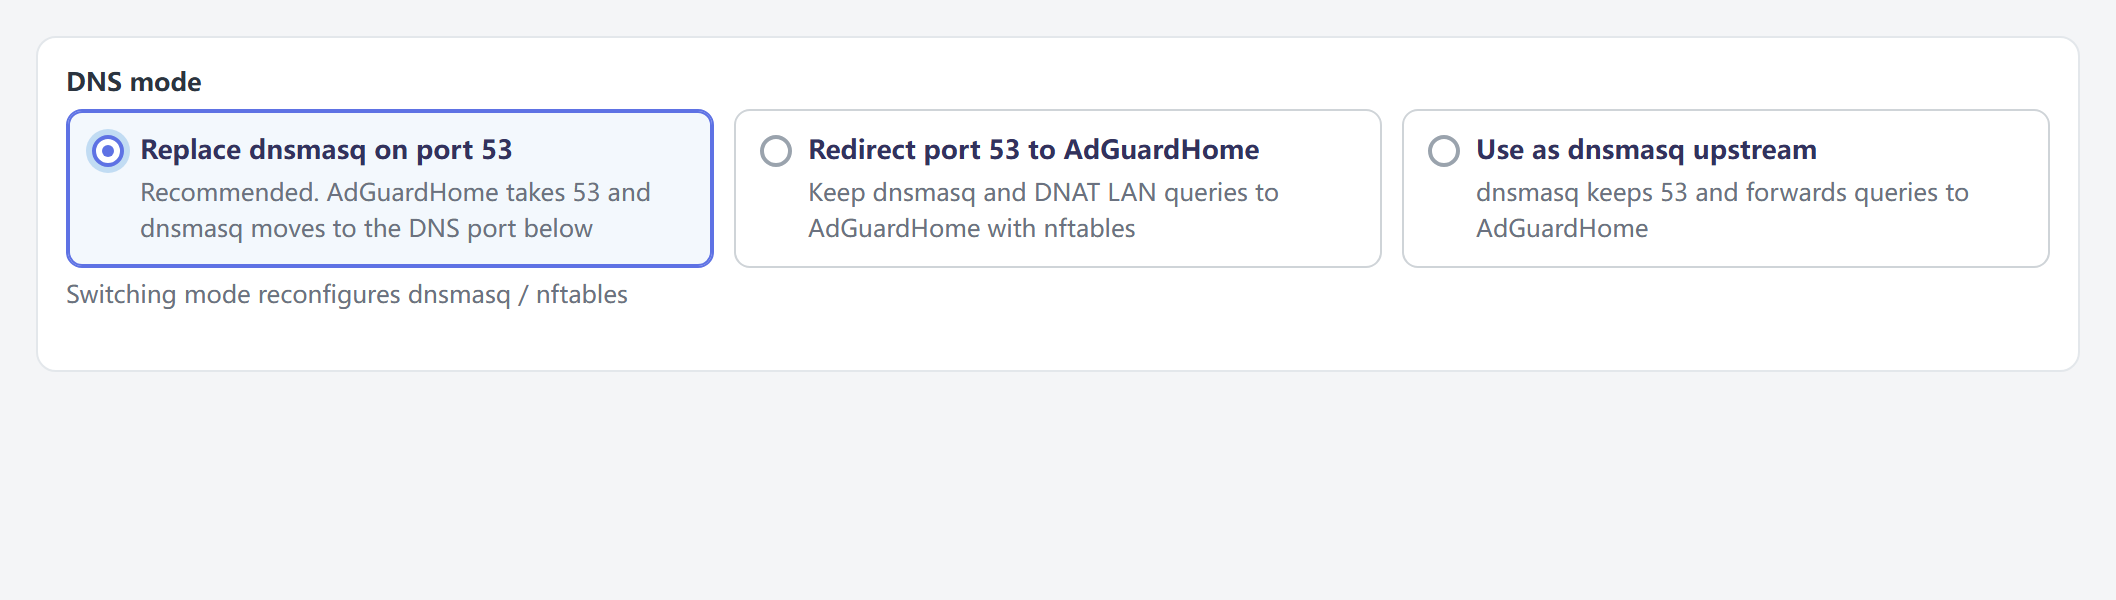 DNS mode
Replace dnsmasq on port 53
Recommended. AdGuardHome takes 53 and
dnsmasq moves to the DNS port below
Redirect port 53 to AdGuardHome
Keep dnsmasq and DNAT LAN queries to
AdGuardHome with nftables
Use as dnsmasq upstream
dnsmasq keeps 53 and forwards queries to
AdGuardHome
Switching mode reconfigures dnsmasq / nftables